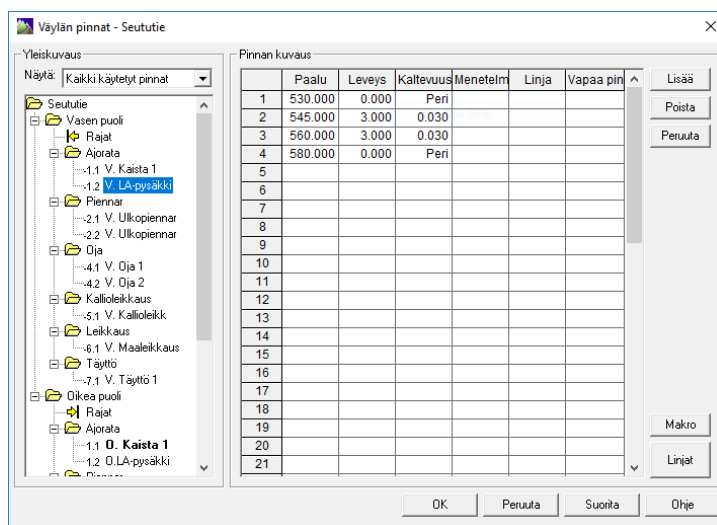 Väylän pinnat - Seututie
Yleiskuvaus
Näytä: Kaikki käytetyt pinnat
Seututie
Vasen puoli
Rajat
Ajorata
-1.1 V. Kaista 1
-1.2 V. LA-pysäkki
Piennar
-2.1 V. Ulkopiennar
-2.2 V. Ulkopiennar
Oja
-4.1 V. Oja 1
-4.2 V. Oja 2
Kallioleikkaus
-5.1 V. Kallioleikk
Leikkaus
-6.1 V. Maaleikkaus
Täyttö
-7.1 V. Täyttö 1
Oikea puoli
Rajat
Ajorata
1.1 O. Kaista 1
1.2 O.LA-pysäkki
Pinnan kuvaus
Paalu Leveys Kaltevuus Menetelm Linja Vapaa pin
1 530.000 0.000 Peri
2 545.000 3.000 0.030
3 560.000 3.000 0.030
4 580.000 0.000 Peri
5
6
7
8
9
10
11
12
13
14
15
16
17
18
19
20
21
Lisää
Poista
Peruuta
Makro
Linjat
OK Peruuta Suorita Ohje